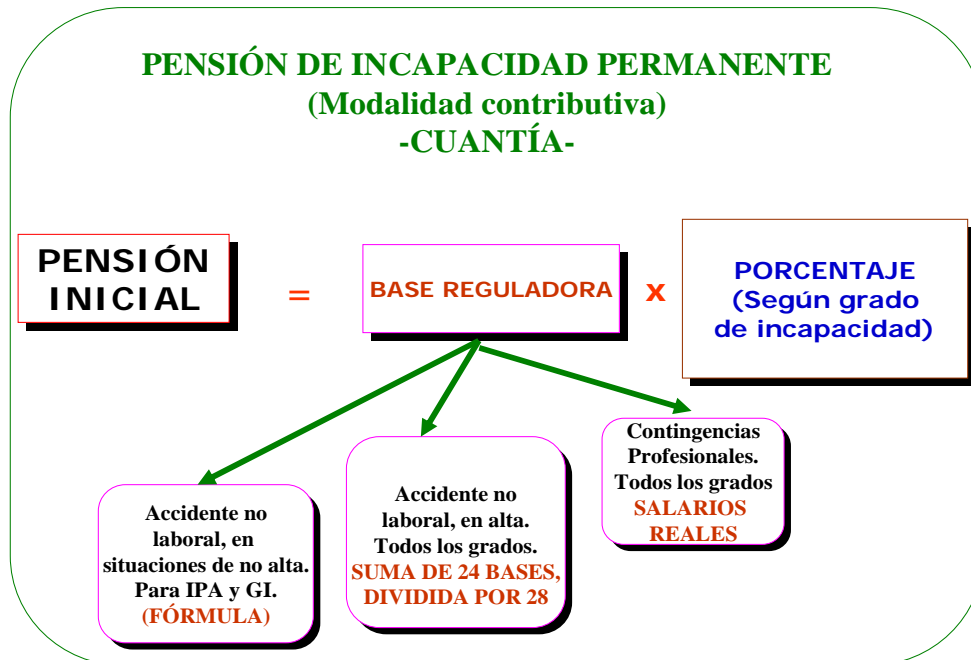 PENSIÓN DE INCAPACIDAD PERMANENTE
(Modalidad contributiva)
-CUANTÍA-
PENSIÓN
INICIAL
=
BASE REGULADORA
x
PORCENTAJE
(Según grado
de incapacidad)
Accidente no
laboral, en
situaciones de no alta.
Para IPA y GI.
(FÓRMULA)
Accidente no
laboral, en alta.
Todos los grados.
SUMA DE 24 BASES,
DIVIDIDA POR 28
Contingencias
Profesionales.
Todos los grados
SALARIOS
REALES